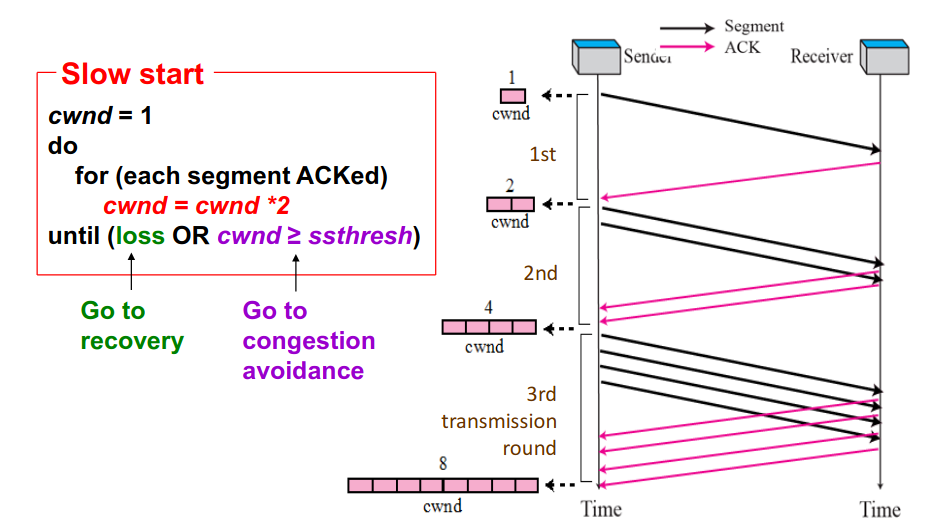 Slow start
cwnd = 1
do
for (each segment ACKed)
cwnd = cwnd *2
until (loss OR cwnd ≥ ssthresh)
Go to
recovery
Go to
congestion
avoidance
Segment
ACK
Receiver
1
cwnd
1st
2
cwnd
2nd
4
cwnd
3rd
transmission
round
8
cwnd
Time
Time